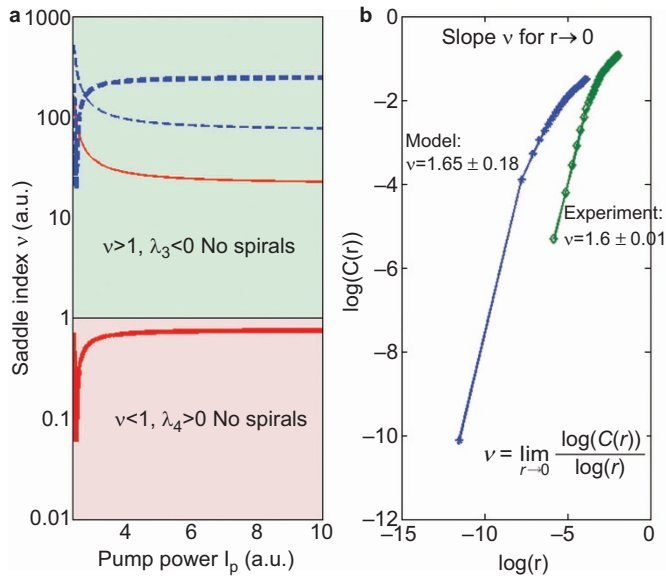 a
1000
100
10
1
0.1
0.01
Saddle index ν (a.u.)
ν>1, λ3<0 No spirals
ν<1, λ4>0 No spirals
4
6
8
10
Pump power Ip (a.u.)
b
0
−2
−4
−6
−8
−10
−12
log(C(r))
Slope ν for r→0
Model:
ν=1.65 ± 0.18
Experiment:
ν=1.6 ± 0.01
ν = lim r→0 log(C(r)) / log(r)
−15
−10
−5
0
log(r)